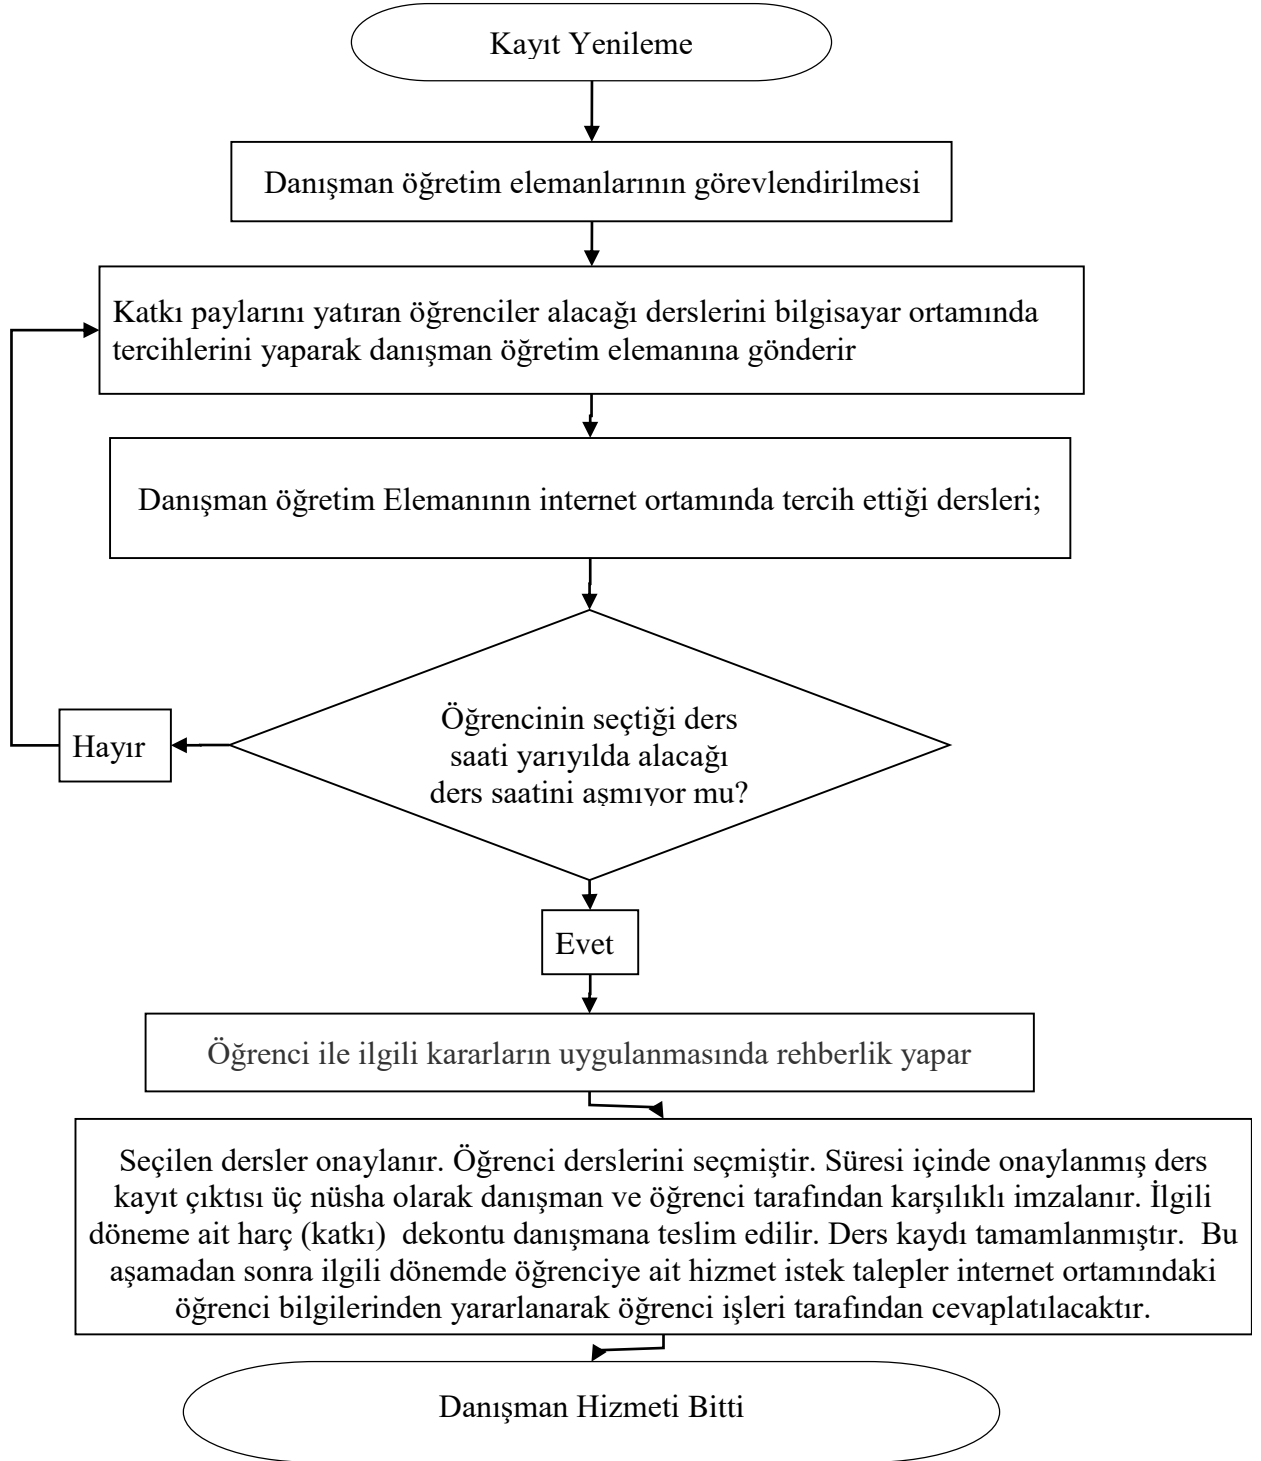 Kayıt Yenileme
Danışman öğretim elemanlarının görevlendirilmesi
Katkı paylarını yatıran öğrenciler alacağı derslerini bilgisayar ortamında
tercihlerini yaparak danışman öğretim elemanına gönderir
Danışman öğretim Elemanının internet ortamında tercih ettiği dersleri;
Öğrencinin seçtiği ders
saati yarıyılda alacağı
ders saatini aşmıyor mu?
Hayır
Evet
Öğrenci ile ilgili kararların uygulanmasında rehberlik yapar
Seçilen dersler onaylanır. Öğrenci derslerini seçmiştir. Süresi içinde onaylanmış ders
kayıt çıktısı üç nüsha olarak danışman ve öğrenci tarafından karşılıklı imzalanır. İlgili
döneme ait harç (katkı)  dekontu danışmana teslim edilir. Ders kaydı tamamlanmıştır.  Bu
aşamadan sonra ilgili dönemde öğrenciye ait hizmet istek talepler internet ortamındaki
öğrenci bilgilerinden yararlanarak öğrenci işleri tarafından cevaplatılacaktır.
Danışman Hizmeti Bitti